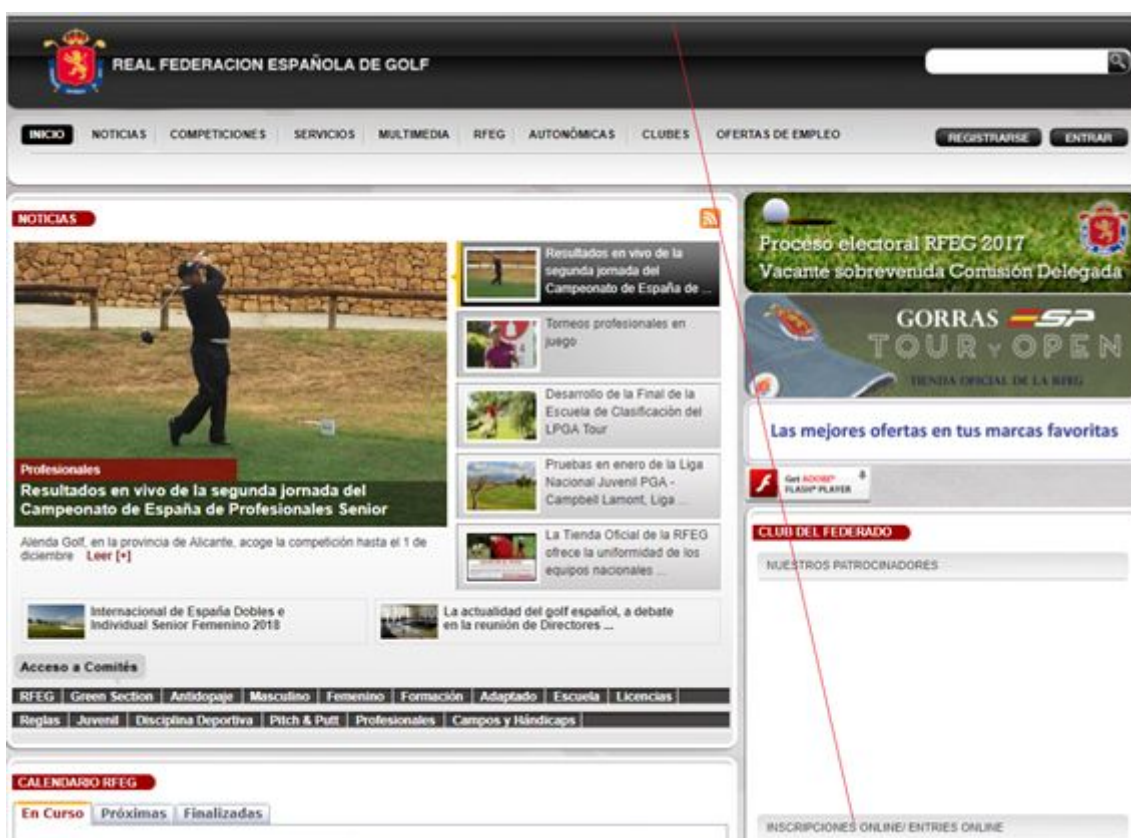 REAL FEDERACION ESPAÑOLA DE GOLF
INICIO NOTICIAS COMPETICIONES SERVICIOS MULTIMEDIA RFEG AUTONÓMICAS CLUBES OFERTAS DE EMPLEO REGISTRARSE ENTRAR
NOTICIAS
Profesionales
Resultados en vivo de la segunda jornada del
Campeonato de España de Profesionales Senior
Alenda Golf, en la provincia de Alicante, acoge la competición hasta el 1 de
diciembre Leer [+]
Resultados en vivo de la
segunda jornada del
Campeonato de España de ...
Torneos profesionales en
juego
Desarrollo de la Final de la
Escuela de Clasificación del
LPGA Tour
Pruebas en enero de la Liga
Nacional Juvenil PGA -
Campbell Lamont, Liga ...
La Tienda Oficial de la RFEG
ofrece la uniformidad de los
equipos nacionales ...
Internacional de España Dobles e
Individual Senior Femenino 2018
La actualidad del golf español, a debate
en la reunión de Directores ...
Acceso a Comités
RFEG Green Section Antidopaje Masculino Femenino Formación Adaptado Escuela Licencias
Reglas Juvenil Disciplina Deportiva Pitch & Putt Profesionales Campos y Hándicaps
CALENDARIO RFEG
En Curso Próximas Finalizadas
Proceso electoral RFEG 2017
Vacante sobrevenida Comisión Delegada
GORRAS ESP
TOUR Y OPEN
TIENDA OFICIAL DE LA RFEG
Las mejores ofertas en tus marcas favoritas
Get ADOBE®
FLASH® PLAYER
CLUB DEL FEDERADO
NUESTROS PATROCINADORES
INSCRIPCIONES ONLINE/ ENTRIES ONLINE